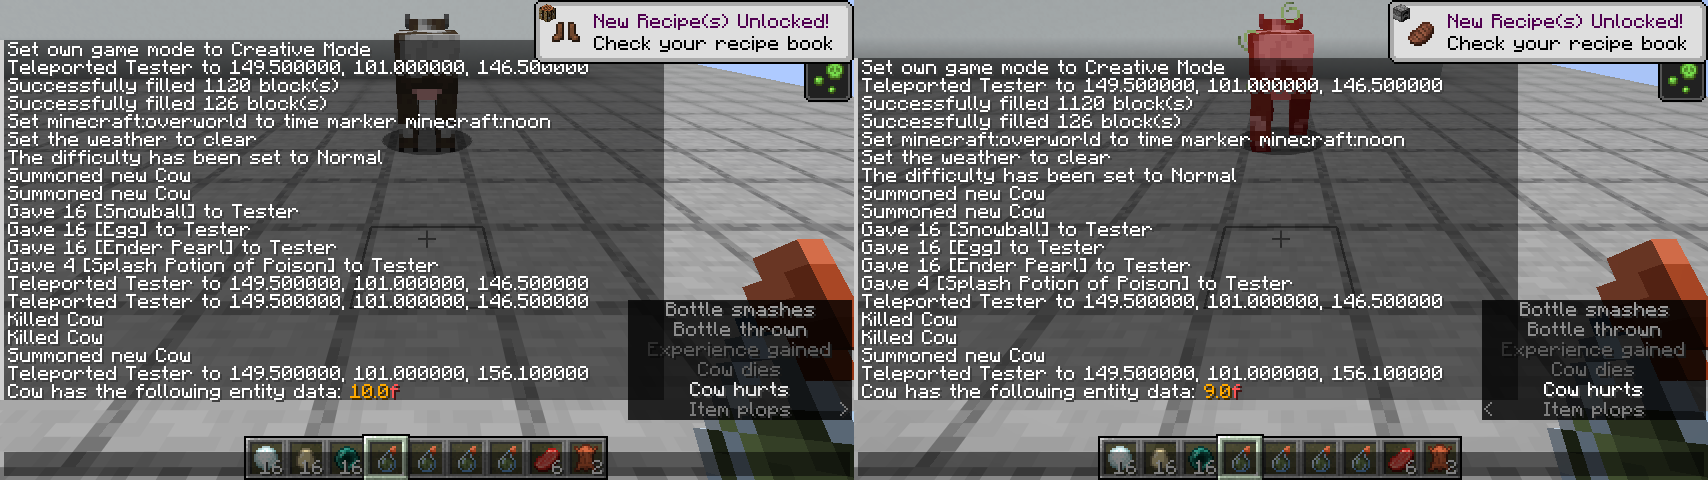 New Recipe(s) Unlocked!
Check your recipe book
Set own game mode to Creative Mode
Teleported Tester to 149.500000, 101.000000, 146.500000
Successfully filled 1120 block(s)
Successfully filled 126 block(s)
Set minecraft:overworld to time marker minecraft:noon
Set the weather to clear
The difficulty has been set to Normal
Summoned new Cow
Summoned new Cow
Gave 16 [Snowball] to Tester
Gave 16 [Egg] to Tester
Gave 16 [Ender Pearl] to Tester
Gave 4 [Splash Potion of Poison] to Tester
Teleported Tester to 149.500000, 101.000000, 146.500000
Teleported Tester to 149.500000, 101.000000, 146.500000
Killed Cow
Killed Cow
Summoned new Cow
Teleported Tester to 149.500000, 101.000000, 156.100000
Cow has the following entity data: 10.0f
Bottle smashes
Bottle thrown
Experience gained
Cow dies
Cow hurts
Item plops >
16 16 16 6 2
New Recipe(s) Unlocked!
Check your recipe book
Set own game mode to Creative Mode
Teleported Tester to 149.500000, 101.000000, 146.500000
Successfully filled 1120 block(s)
Successfully filled 126 block(s)
Set minecraft:overworld to time marker minecraft:noon
Set the weather to clear
The difficulty has been set to Normal
Summoned new Cow
Summoned new Cow
Gave 16 [Snowball] to Tester
Gave 16 [Egg] to Tester
Gave 16 [Ender Pearl] to Tester
Gave 4 [Splash Potion of Poison] to Tester
Teleported Tester to 149.500000, 101.000000, 146.500000
Killed Cow
Killed Cow
Summoned new Cow
Teleported Tester to 149.500000, 101.000000, 156.100000
Cow has the following entity data: 9.0f
Bottle smashes
Bottle thrown
Experience gained
Cow dies
Cow hurts
< Item plops
16 16 16 6 2